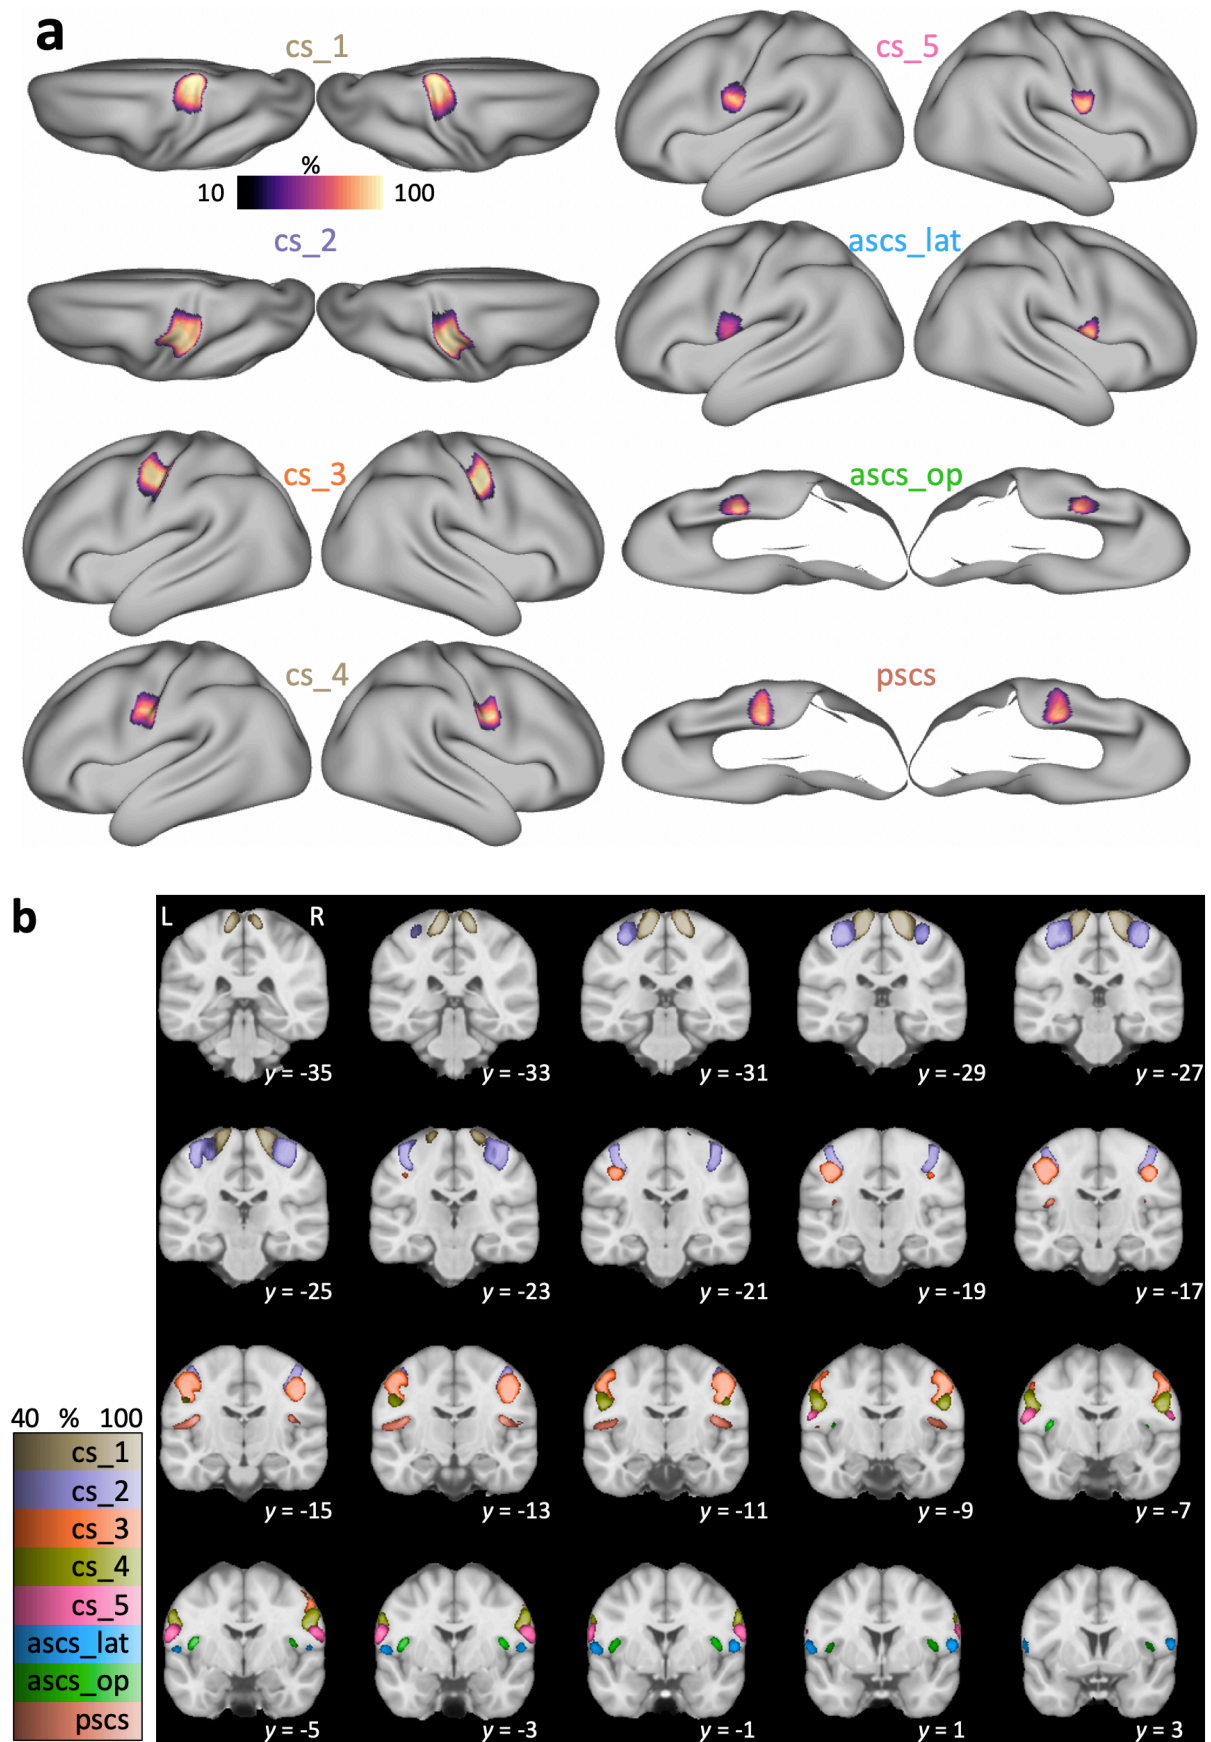 a
cs_1
cs_5
%
10 100
cs_2
ascs_lat
cs_3
ascs_op
cs_4
pscs
b
L R
y = -35 y = -33 y = -31 y = -29 y = -27
y = -25 y = -23 y = -21 y = -19 y = -17
y = -15 y = -13 y = -11 y = -9 y = -7
40 % 100
cs_1
cs_2
cs_3
cs_4
cs_5
ascs_lat
ascs_op
pscs
y = -5 y = -3 y = -1 y = 1 y = 3